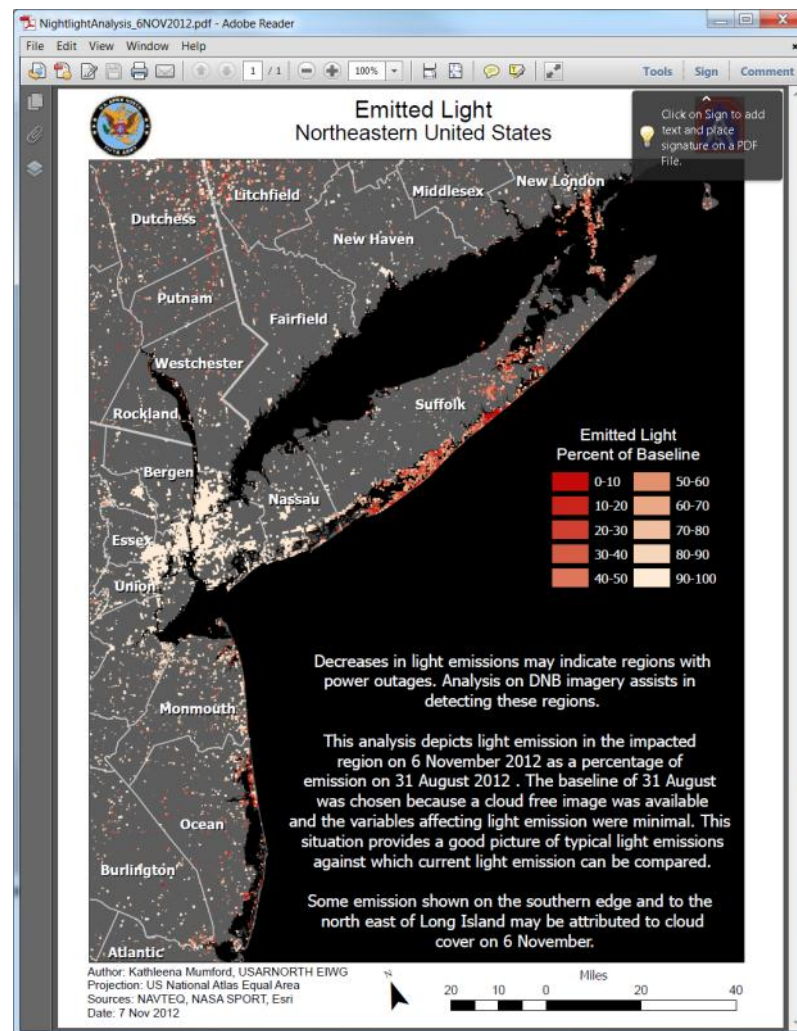 NightlightAnalysis_6NOV2012.pdf - Adobe Reader
File Edit View Window Help
1 / 1 100% Tools Sign Comment
Emitted Light
Northeastern United States
Click on Sign to add
text and place
signature on a PDF
File.
Litchfield
Middlesex
New London
Dutchess
New Haven
Putnam
Fairfield
Westchester
Suffolk
Rockland
Bergen
Nassau
Essex
Union
Emitted Light
Percent of Baseline
0-10 50-60
10-20 60-70
20-30 70-80
30-40 80-90
40-50 90-100
Monmouth
Ocean
Burlington
Atlantic
Decreases in light emissions may indicate regions with
power outages. Analysis on DNB imagery assists in
detecting these regions.
This analysis depicts light emission in the impacted
region on 6 November 2012 as a percentage of
emission on 31 August 2012 . The baseline of 31 August
was chosen because a cloud free image was available
and the variables affecting light emission were minimal. This
situation provides a good picture of typical light emissions
against which current light emission can be compared.
Some emission shown on the southern edge and to the
north east of Long Island may be attributed to cloud
cover on 6 November.
Author: Kathleena Mumford, USARNORTH EIWG
Projection: US National Atlas Equal Area
Sources: NAVTEQ, NASA SPORT, Esri
Date: 7 Nov 2012
N
Miles
20 10 0 20 40